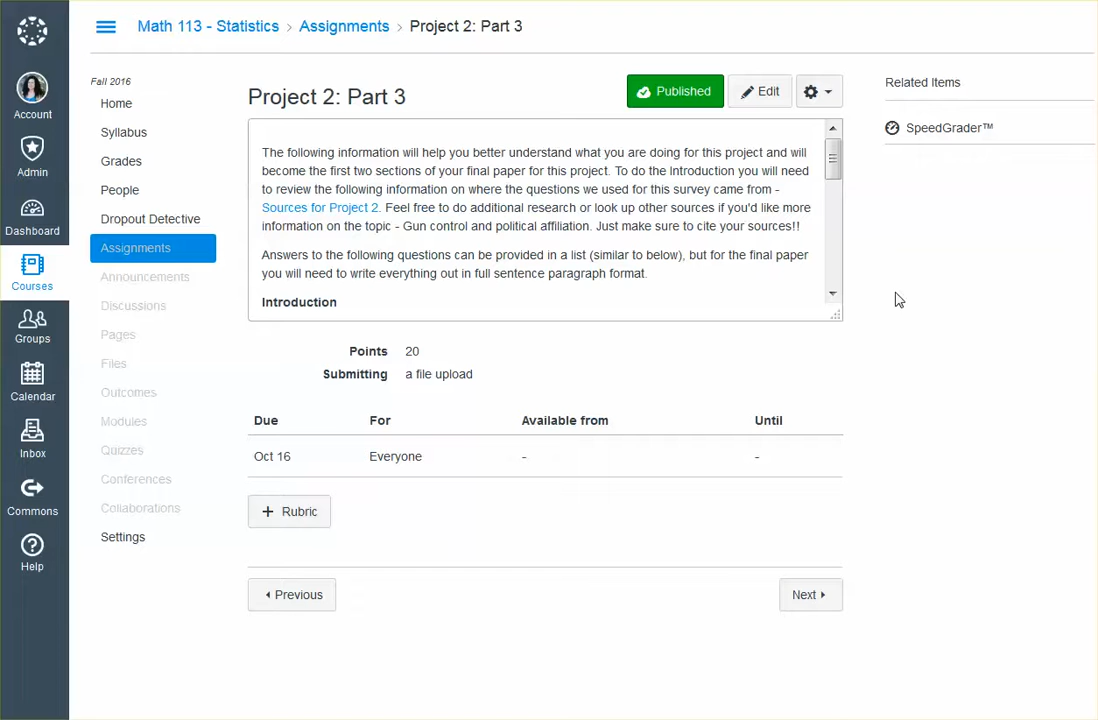 Math 113 - Statistics › Assignments › Project 2: Part 3
Account
Admin
Dashboard
Courses
Groups
Calendar
Inbox
Commons
Help
Fall 2016
Home
Syllabus
Grades
People
Dropout Detective
Assignments
Announcements
Discussions
Pages
Files
Outcomes
Modules
Quizzes
Conferences
Collaborations
Settings
Project 2: Part 3
Published
Edit
The following information will help you better understand what you are doing for this project and will
become the first two sections of your final paper for this project. To do the Introduction you will need
to review the following information on where the questions we used for this survey came from -
Sources for Project 2. Feel free to do additional research or look up other sources if you'd like more
information on the topic - Gun control and political affiliation. Just make sure to cite your sources!!
Answers to the following questions can be provided in a list (similar to below), but for the final paper
you will need to write everything out in full sentence paragraph format.
Introduction
Points 20
Submitting a file upload
Due For Available from Until
Oct 16 Everyone - -
+ Rubric
Previous
Next
Related Items
SpeedGrader™